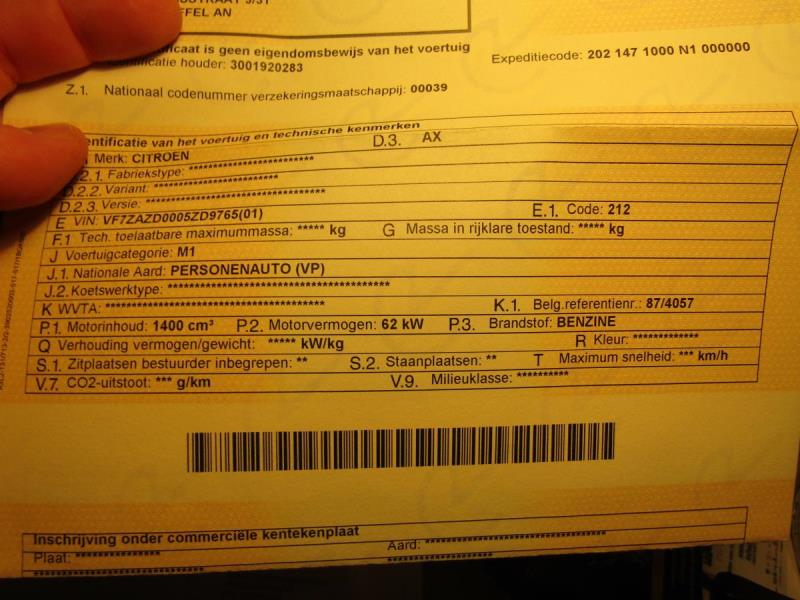 FFEL AN
caat is geen eigendomsbewijs van het voertuig
houder: 3001920283
Expeditiecode: 202 147 1000 N1 000000
Z.1. Nationaal codenummer verzekeringsmaatschappij: 00039
entificatie van het voertuig en technische kenmerken
Merk: CITROEN D.3. AX
2.1. Fabriekstype: ********************
D.2.2. Variant: ********************
D.2.3. Versie: ********************
E VIN: VF7ZAZD0005ZD9765(01) E.1. Code: 212
F.1 Tech. toelaatbare maximummassa: ***** kg G Massa in rijklare toestand: ***** kg
J Voertuigcategorie: M1
J.1. Nationale Aard: PERSONENAUTO (VP)
J.2. Koetswerktype: ****************************************
K WVTA: **************************************** K.1. Belg.referentienr.: 87/4057
P.1. Motorinhoud: 1400 cm³ P.2. Motorvermogen: 62 kW P.3. Brandstof: BENZINE
Q Verhouding vermogen/gewicht: ***** kW/kg R Kleur: *************
S.1. Zitplaatsen bestuurder inbegrepen: ** S.2. Staanplaatsen: ** T Maximum snelheid: *** km/h
V.7. CO2-uitstoot: *** g/km V.9. Milieuklasse: **********
Inschrijving onder commerciële kentekenplaat
Plaat: **************** Aard: ***********************************